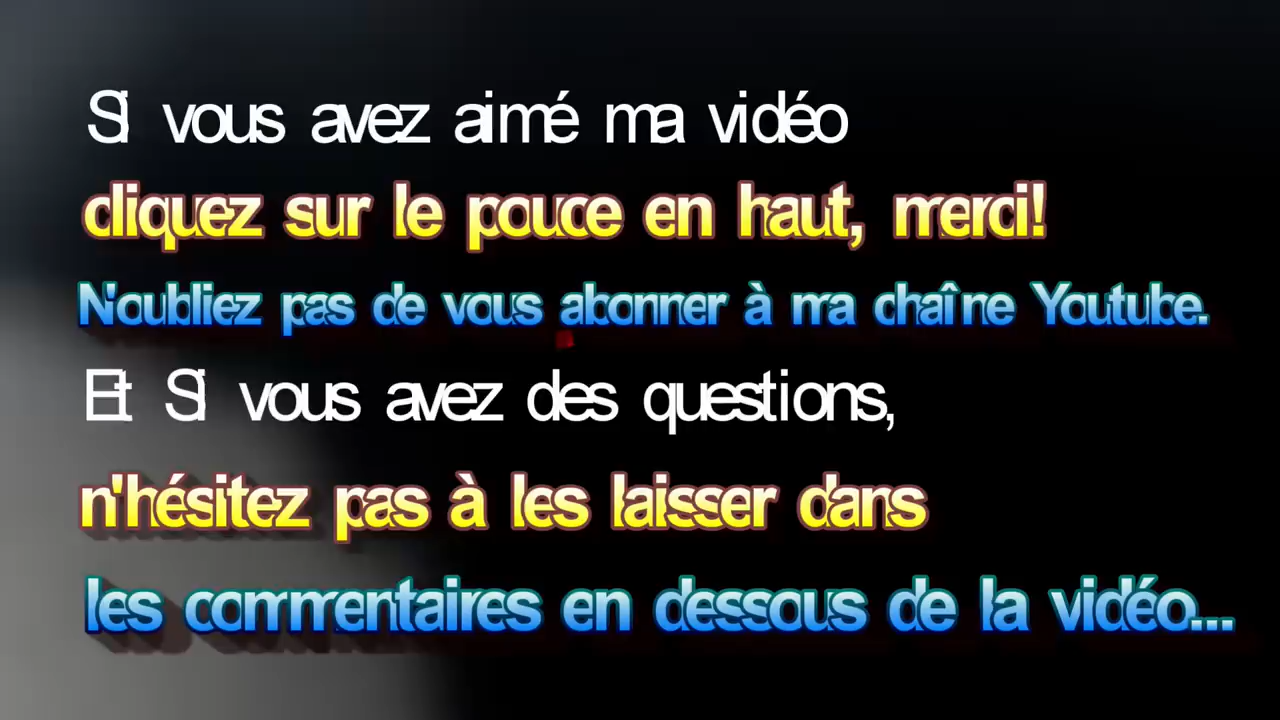 Si vous avez aimé ma vidéo
cliquez sur le pouce en haut, merci!
N'oubliez pas de vous abonner à ma chaîne Youtube.
Et Si vous avez des questions,
n'hésitez pas à les laisser dans
les commentaires en dessous de la vidéo...